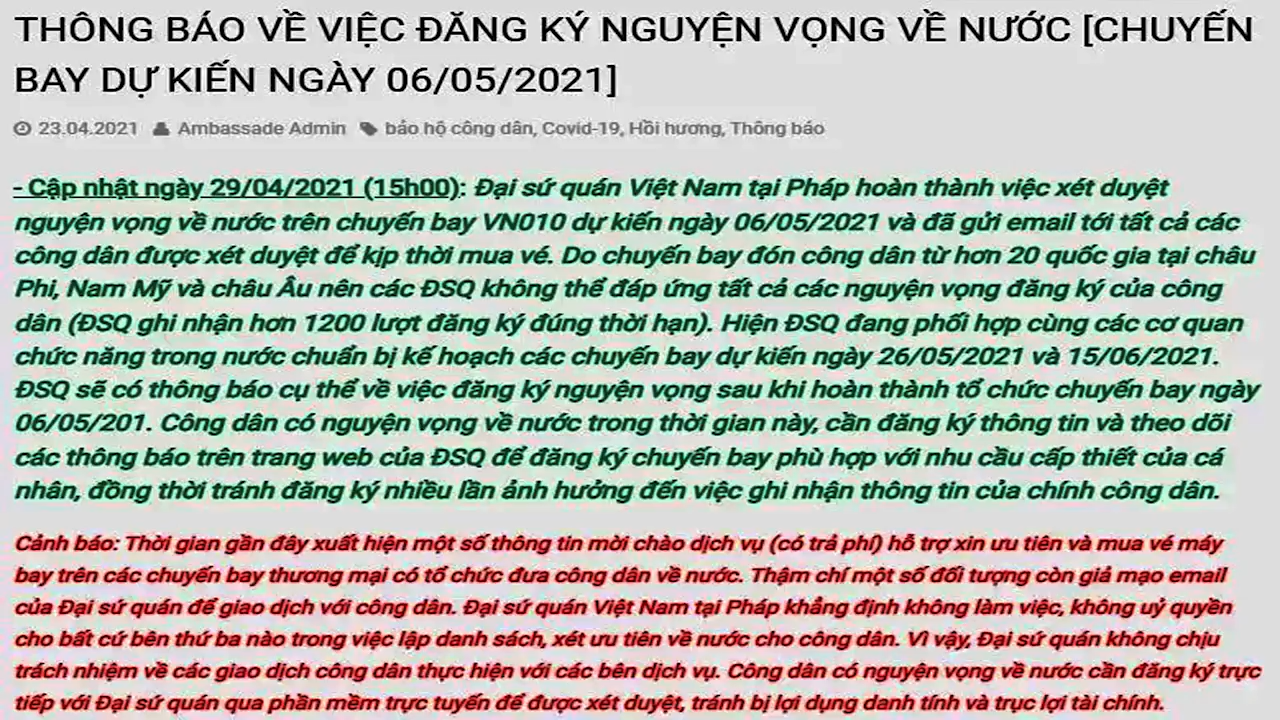 THÔNG BÁO VỀ VIỆC ĐĂNG KÝ NGUYỆN VỌNG VỀ NƯỚC [CHUYẾN
BAY DỰ KIẾN NGÀY 06/05/2021]
23.04.2021 Ambassade Admin bảo hộ công dân, Covid-19, Hồi hương, Thông báo
- Cập nhật ngày 29/04/2021 (15h00): Đại sứ quán Việt Nam tại Pháp hoàn thành việc xét duyệt
nguyện vọng về nước trên chuyến bay VN010 dự kiến ngày 06/05/2021 và đã gửi email tới tất cả các
công dân được xét duyệt để kịp thời mua vé. Do chuyến bay đón công dân từ hơn 20 quốc gia tại châu
Phi, Nam Mỹ và châu Âu nên các ĐSQ không thể đáp ứng tất cả các nguyện vọng đăng ký của công
dân (ĐSQ ghi nhận hơn 1200 lượt đăng ký đúng thời hạn). Hiện ĐSQ đang phối hợp cùng các cơ quan
chức năng trong nước chuẩn bị kế hoạch các chuyến bay dự kiến ngày 26/05/2021 và 15/06/2021.
ĐSQ sẽ có thông báo cụ thể về việc đăng ký nguyện vọng sau khi hoàn thành tổ chức chuyến bay ngày
06/05/201. Công dân có nguyện vọng về nước trong thời gian này, cần đăng ký thông tin và theo dõi
các thông báo trên trang web của ĐSQ để đăng ký chuyến bay phù hợp với nhu cầu cấp thiết của cá
nhân, đồng thời tránh đăng ký nhiều lần ảnh hưởng đến việc ghi nhận thông tin của chính công dân.
Cảnh báo: Thời gian gần đây xuất hiện một số thông tin mời chào dịch vụ (có trả phí) hỗ trợ xin ưu tiên và mua vé máy
bay trên các chuyến bay thương mại có tổ chức đưa công dân về nước. Thậm chí một số đối tượng còn giả mạo email
của Đại sứ quán để giao dịch với công dân. Đại sứ quán Việt Nam tại Pháp khẳng định không làm việc, không uỷ quyền
cho bất cứ bên thứ ba nào trong việc lập danh sách, xét ưu tiên về nước cho công dân. Vì vậy, Đại sứ quán không chịu
trách nhiệm về các giao dịch công dân thực hiện với các bên dịch vụ. Công dân có nguyện vọng về nước cần đăng ký trực
tiếp với Đại sứ quán qua phần mềm trực tuyến để được xét duyệt, tránh bị lợi dụng danh tính và trục lợi tài chính.